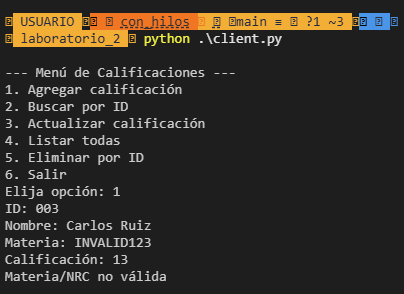 USUARIO con_hilos main ≡ ?1 ~3
laboratorio_2 python .\client.py
--- Menú de Calificaciones ---
1. Agregar calificación
2. Buscar por ID
3. Actualizar calificación
4. Listar todas
5. Eliminar por ID
6. Salir
Elija opción: 1
ID: 003
Nombre: Carlos Ruiz
Materia: INVALID123
Calificación: 13
Materia/NRC no válida